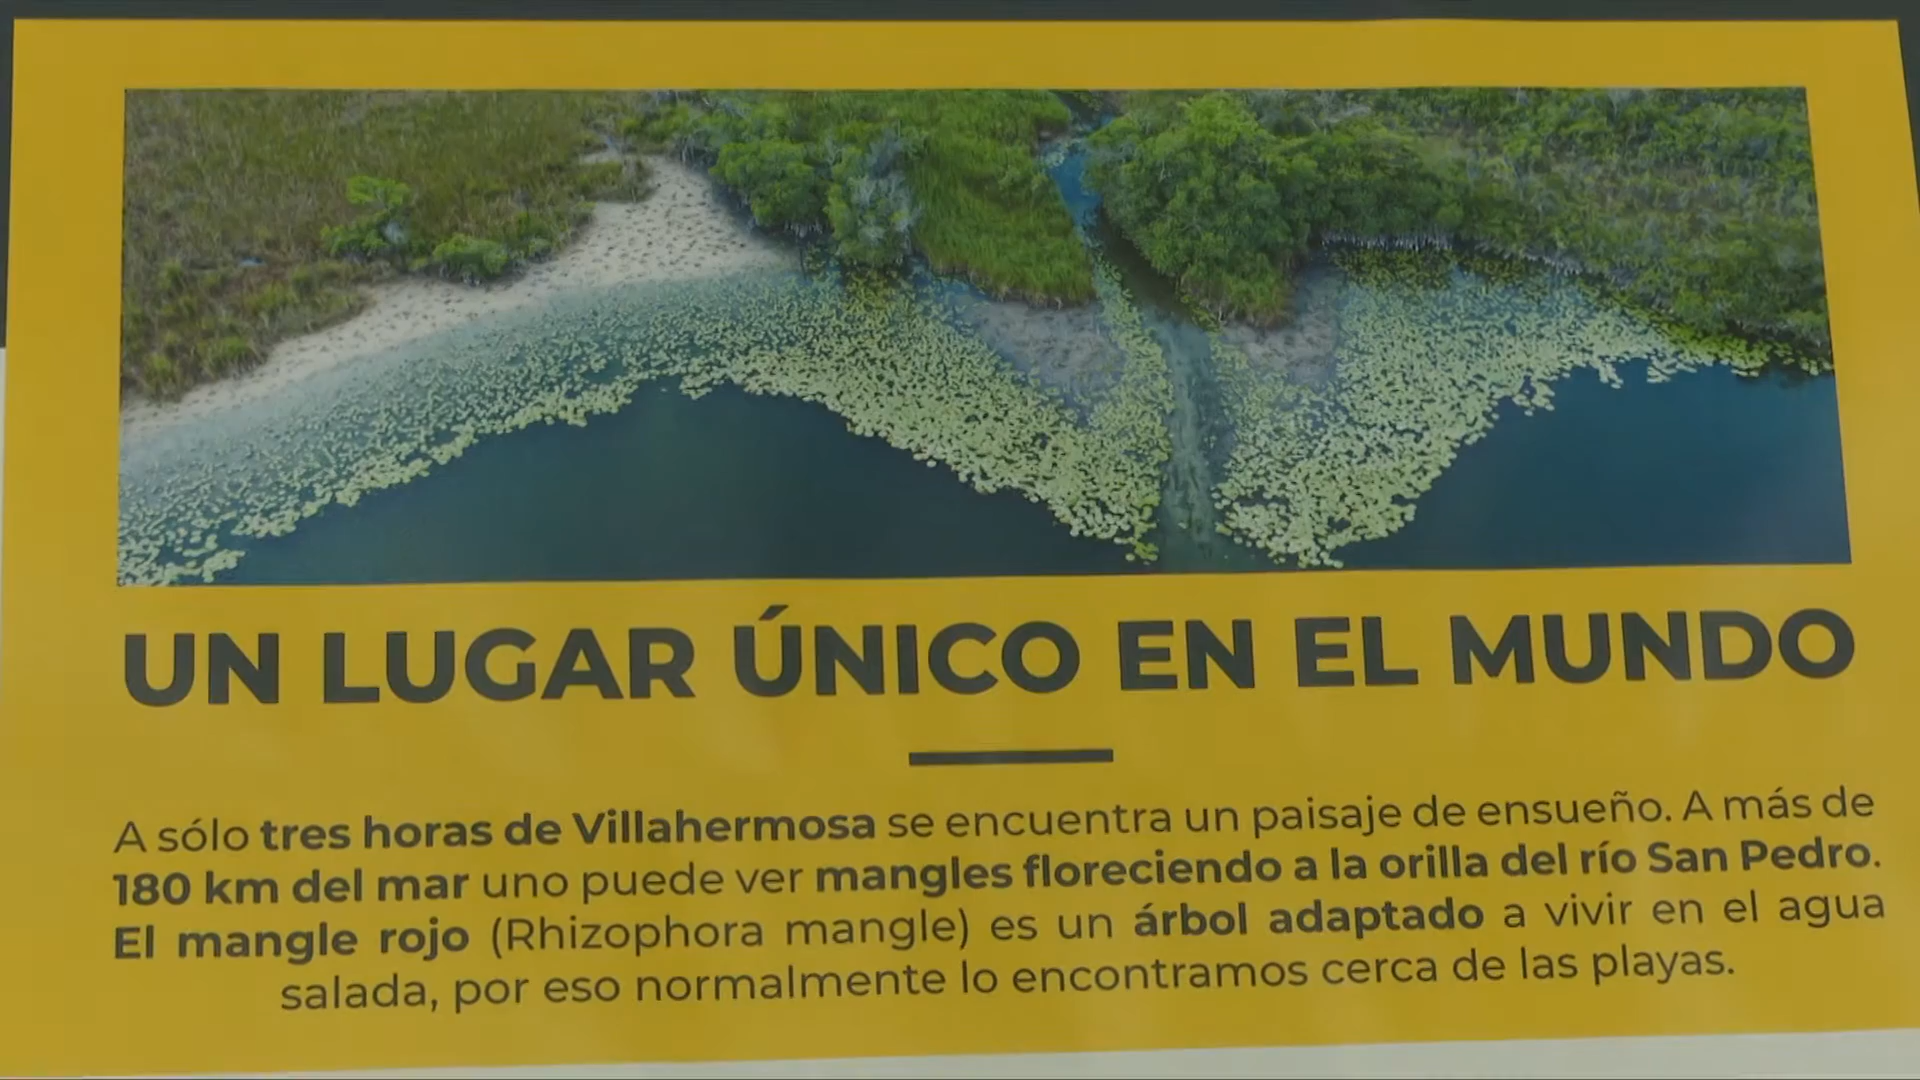 UN LUGAR ÚNICO EN EL MUNDO
A sólo tres horas de Villahermosa se encuentra un paisaje de ensueño. A más de
180 km del mar uno puede ver mangles floreciendo a la orilla del río San Pedro.
El mangle rojo (Rhizophora mangle) es un árbol adaptado a vivir en el agua
salada, por eso normalmente lo encontramos cerca de las playas.